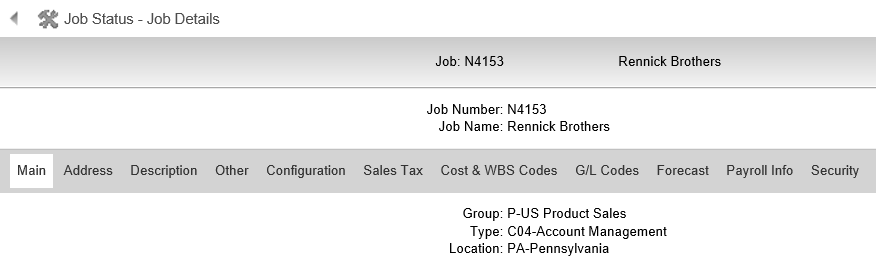 Job Status - Job Details
Job: N4153 Rennick Brothers
Job Number: N4153
Job Name: Rennick Brothers
Main Address Description Other Configuration Sales Tax Cost & WBS Codes G/L Codes Forecast Payroll Info Security
Group: P-US Product Sales
Type: C04-Account Management
Location: PA-Pennsylvania